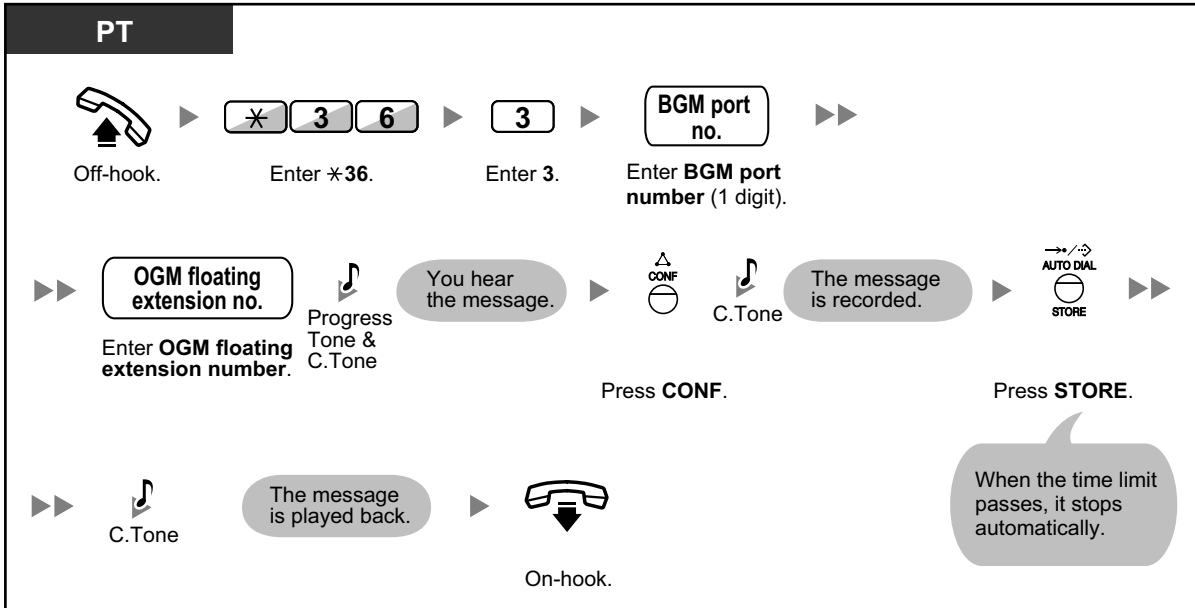 PT
✳ 3 6
3
BGM port
no.
Off-hook.
Enter ✳36.
Enter 3.
Enter BGM port
number (1 digit).
OGM floating
extension no.
Enter OGM floating
extension number.
Progress
Tone &
C.Tone
You hear
the message.
CONF
Press CONF.
C.Tone
The message
is recorded.
AUTO DIAL
STORE
Press STORE.
When the time limit
passes, it stops
automatically.
C.Tone
The message
is played back.
On-hook.